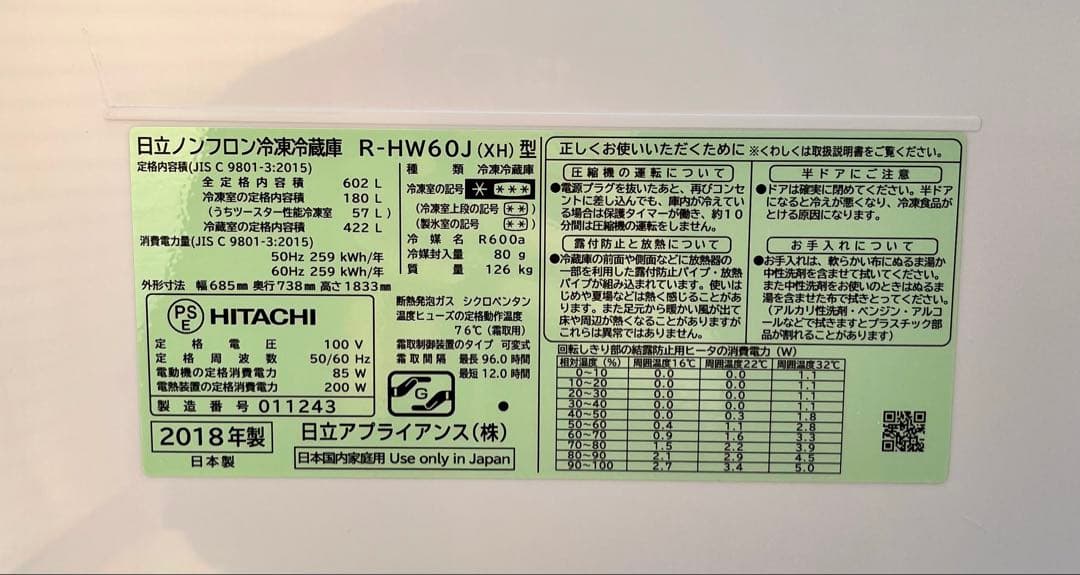 日立ノンフロン冷凍冷蔵庫 R-HW60J (XH) 型
定格内容積(JIS C 9801-3:2015)
全定格内容積 602 L
冷凍室の定格内容積 180 L
(うちツースター性能冷凍室 57 L)
冷蔵室の定格内容積 422 L
消費電力量(JIS C 9801-3:2015)
50Hz 259 kWh/年
60Hz 259 kWh/年
外形寸法 幅 685mm 奥行 738mm 高さ 1833mm
種類 冷凍冷蔵庫
冷凍室の記号 * ***
(冷凍室上段の記号 **)
(製氷室の記号 **)
冷媒名 R600a
冷媒封入量 80 g
質量 126 kg
PSE HITACHI
定格電圧 100 V
定格周波数 50/60 Hz
電動機の定格消費電力 85 W
電熱装置の定格消費電力 200 W
製造番号 011243
2018年製
日本製
断熱発泡ガス シクロペンタン
温度ヒューズの定格動作温度
76℃(霜取用)
霜取制御装置のタイプ 可変式
霜取間隔 最長 96.0 時間
最短 12.0 時間
G
日立アプライアンス(株)
日本国内家庭用 Use only in Japan
正しくお使いいただくために ※くわしくは取扱説明書をご覧ください。
圧縮機の運転について
●電源プラグを抜いたあと、再びコンセ
ントに差し込んでも、庫内が冷えてい
る場合は保護タイマーが働き、約10
分間は圧縮機の運転をしません。
露付防止と放熱について
●冷蔵庫の前面や側面などに放熱器の
一部を利用した露付防止パイプ・放熱
パイプが組み込まれています。使いは
じめや夏場などは熱く感じることがあ
ります。また足元から暖かい風が出て
床や周辺が熱くなることがありますが
これらは異常ではありません。
半ドアにご注意
●ドアは確実に閉めてください。半ドア
になると冷えが悪くなり、冷凍食品が
とける原因になります。
お手入れについて
●お手入れは、軟らかい布にぬるま湯か
中性洗剤を含ませて拭いてください。
また中性洗剤をお使いのときはぬるま
湯を含ませた布で拭きとってください。
(アルカリ性洗剤・ベンジン・アルコ
ールなどで拭きますとプラスチック部
品が割れることがあります)
回転しきり部の結露防止用ヒータの消費電力(W)
相対湿度(%) 周囲温度16℃ 周囲温度22℃ 周囲温度32℃
0~10 0.0 0.0 1.1
10~20 0.0 0.0 1.1
20~30 0.0 0.0 1.1
30~40 0.0 0.0 1.1
40~50 0.0 0.3 1.8
50~60 0.4 1.1 2.8
60~70 0.9 1.6 3.3
70~80 1.5 2.2 3.9
80~90 2.1 2.9 4.5
90~100 2.7 3.4 5.0